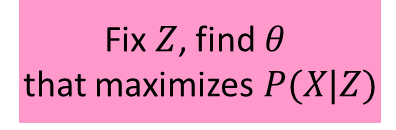 Fix Z, find θ
that maximizes P(X|Z)